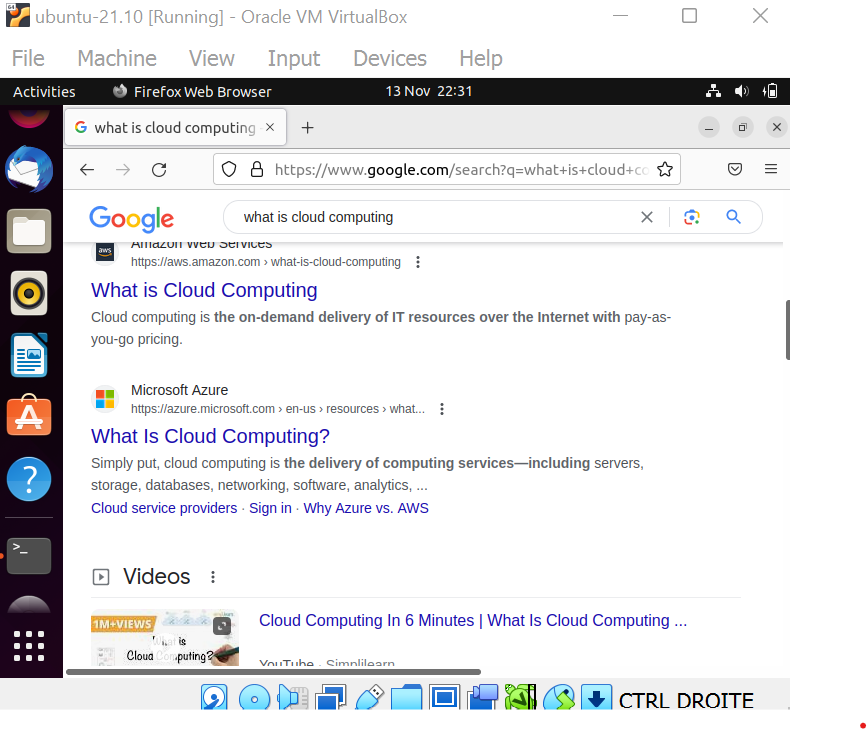 ubuntu-21.10 [Running] - Oracle VM VirtualBox
File Machine View Input Devices Help
Activities Firefox Web Browser 13 Nov 22:31
what is cloud computing
https://www.google.com/search?q=what+is+cloud+co
Google what is cloud computing
aws Amazon Web Services
https://aws.amazon.com › what-is-cloud-computing
What is Cloud Computing
Cloud computing is the on-demand delivery of IT resources over the Internet with pay-as-
you-go pricing.
Microsoft Azure
https://azure.microsoft.com › en-us › resources › what...
What Is Cloud Computing?
Simply put, cloud computing is the delivery of computing services—including servers,
storage, databases, networking, software, analytics, ...
Cloud service providers · Sign in · Why Azure vs. AWS
Videos
1M+VIEWS
What is
Cloud Computing?
Cloud Computing In 6 Minutes | What Is Cloud Computing ...
YouTube · Simplilearn
CTRL DROITE